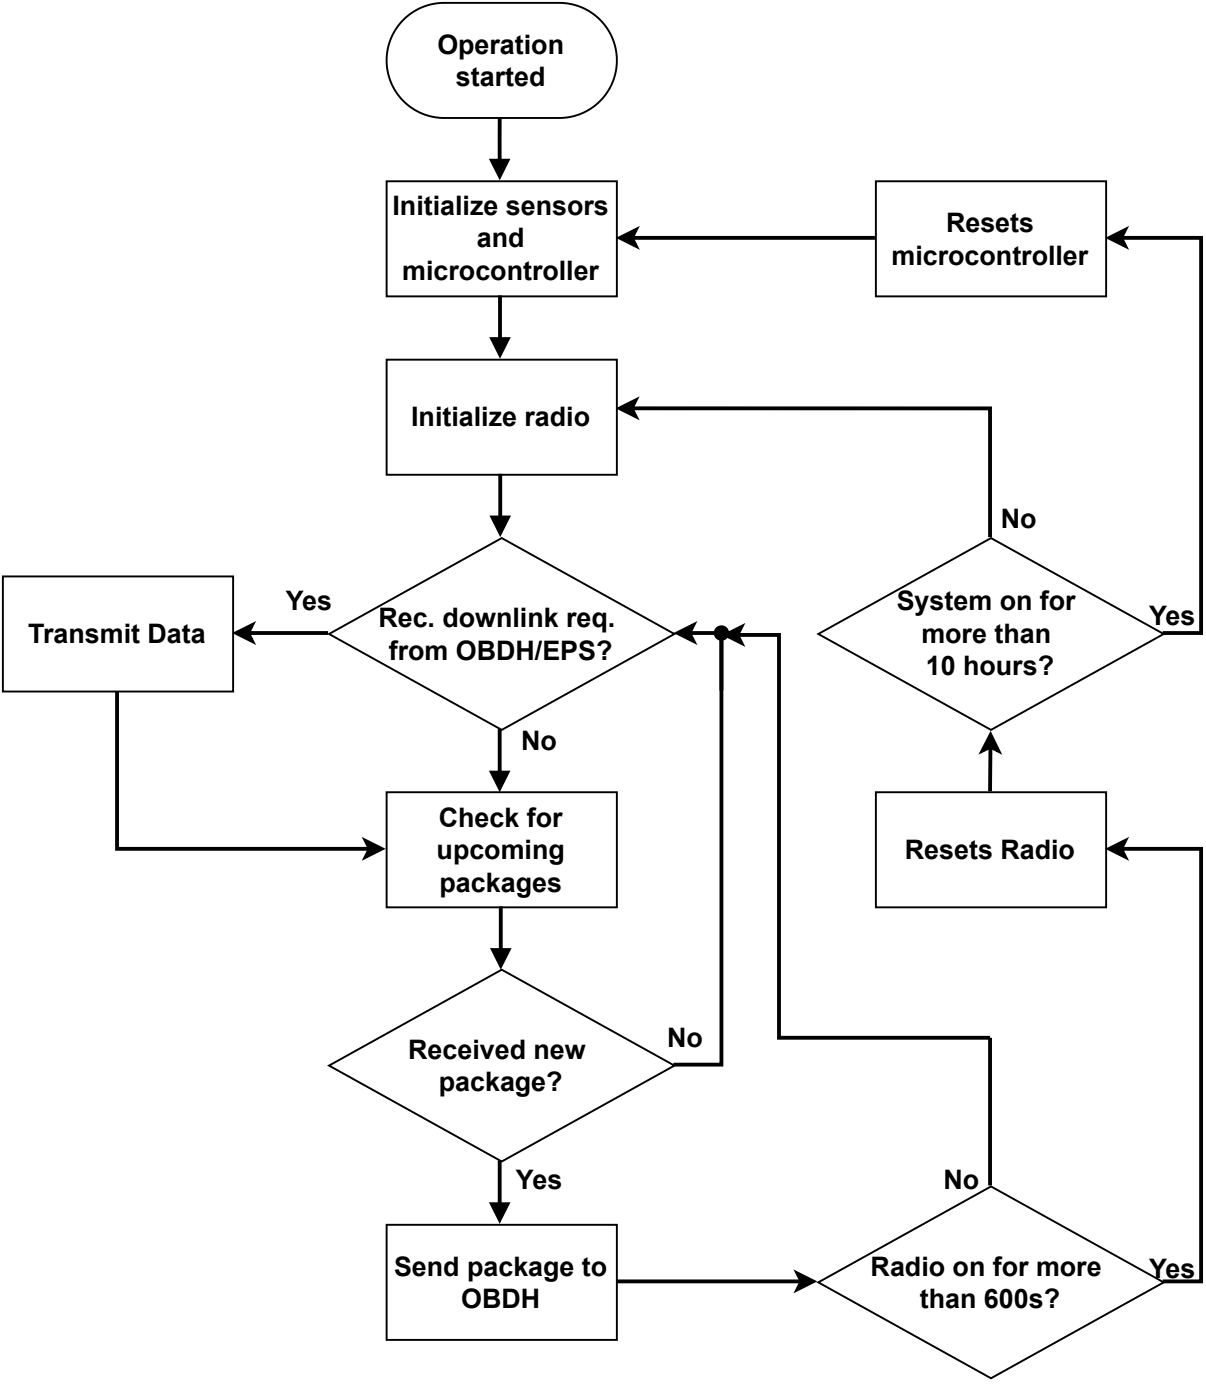 Operation
started
Initialize sensors
and
microcontroller
Resets
microcontroller
Initialize radio
No
System on for
more than
10 hours?
Yes
Yes
Rec. downlink req.
from OBDH/EPS?
Transmit Data
No
Check for
upcoming
packages
Resets Radio
Received new
package?
No
Yes
Send package to
OBDH
No
Radio on for more
than 600s?
Yes